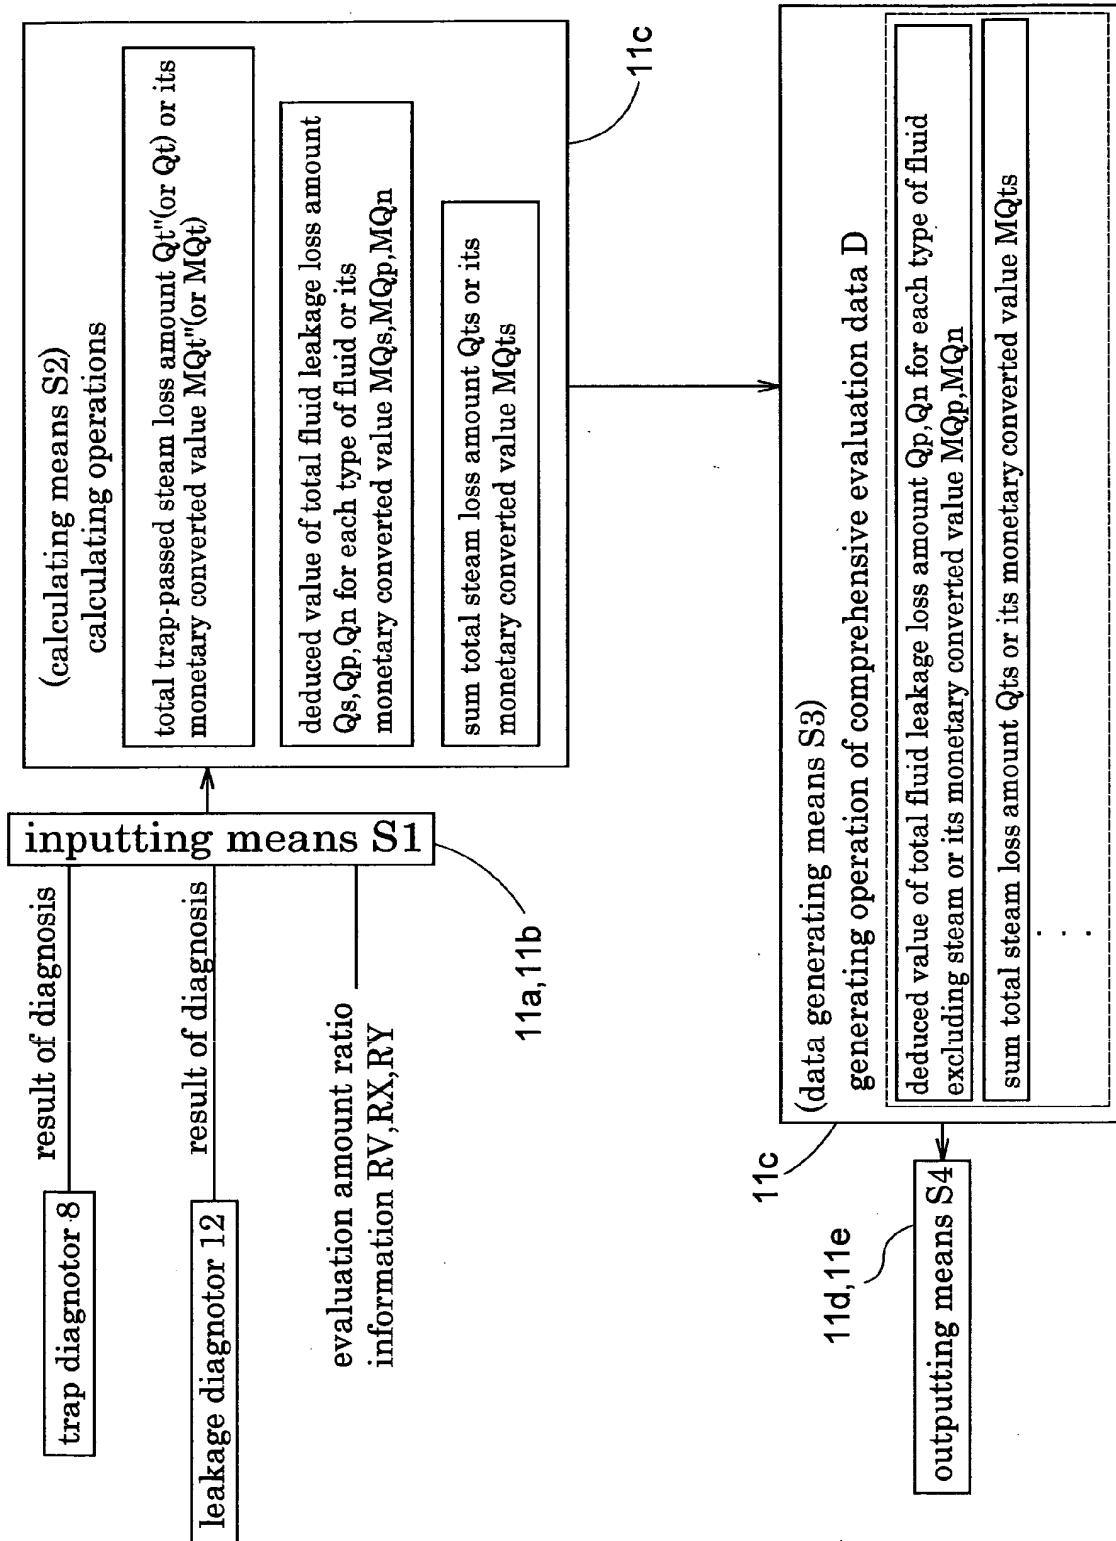 trap diagnotor 8
result of diagnosis
leakage diagnotor 12
result of diagnosis
evaluation amount ratio
information RV,RX,RY
inputting means S1
11a,11b
(calculating means S2)
calculating operations
total trap-passed steam loss amount Qt"(or Qt) or its
monetary converted value MQt"(or MQt)
deduced value of total fluid leakage loss amount
Qs,Qp,Qn for each type of fluid or its
monetary converted value MQs,MQp,MQn
sum total steam loss amount Qts or its
monetary converted value MQts
11c
(data generating means S3)
generating operation of comprehensive evaluation data D
deduced value of total fluid leakage loss amount Qp,Qn for each type of fluid
excluding steam or its monetary converted value MQp,MQn
sum total steam loss amount Qts or its monetary converted value MQts
. . .
11c
outputting means S4
11d,11e